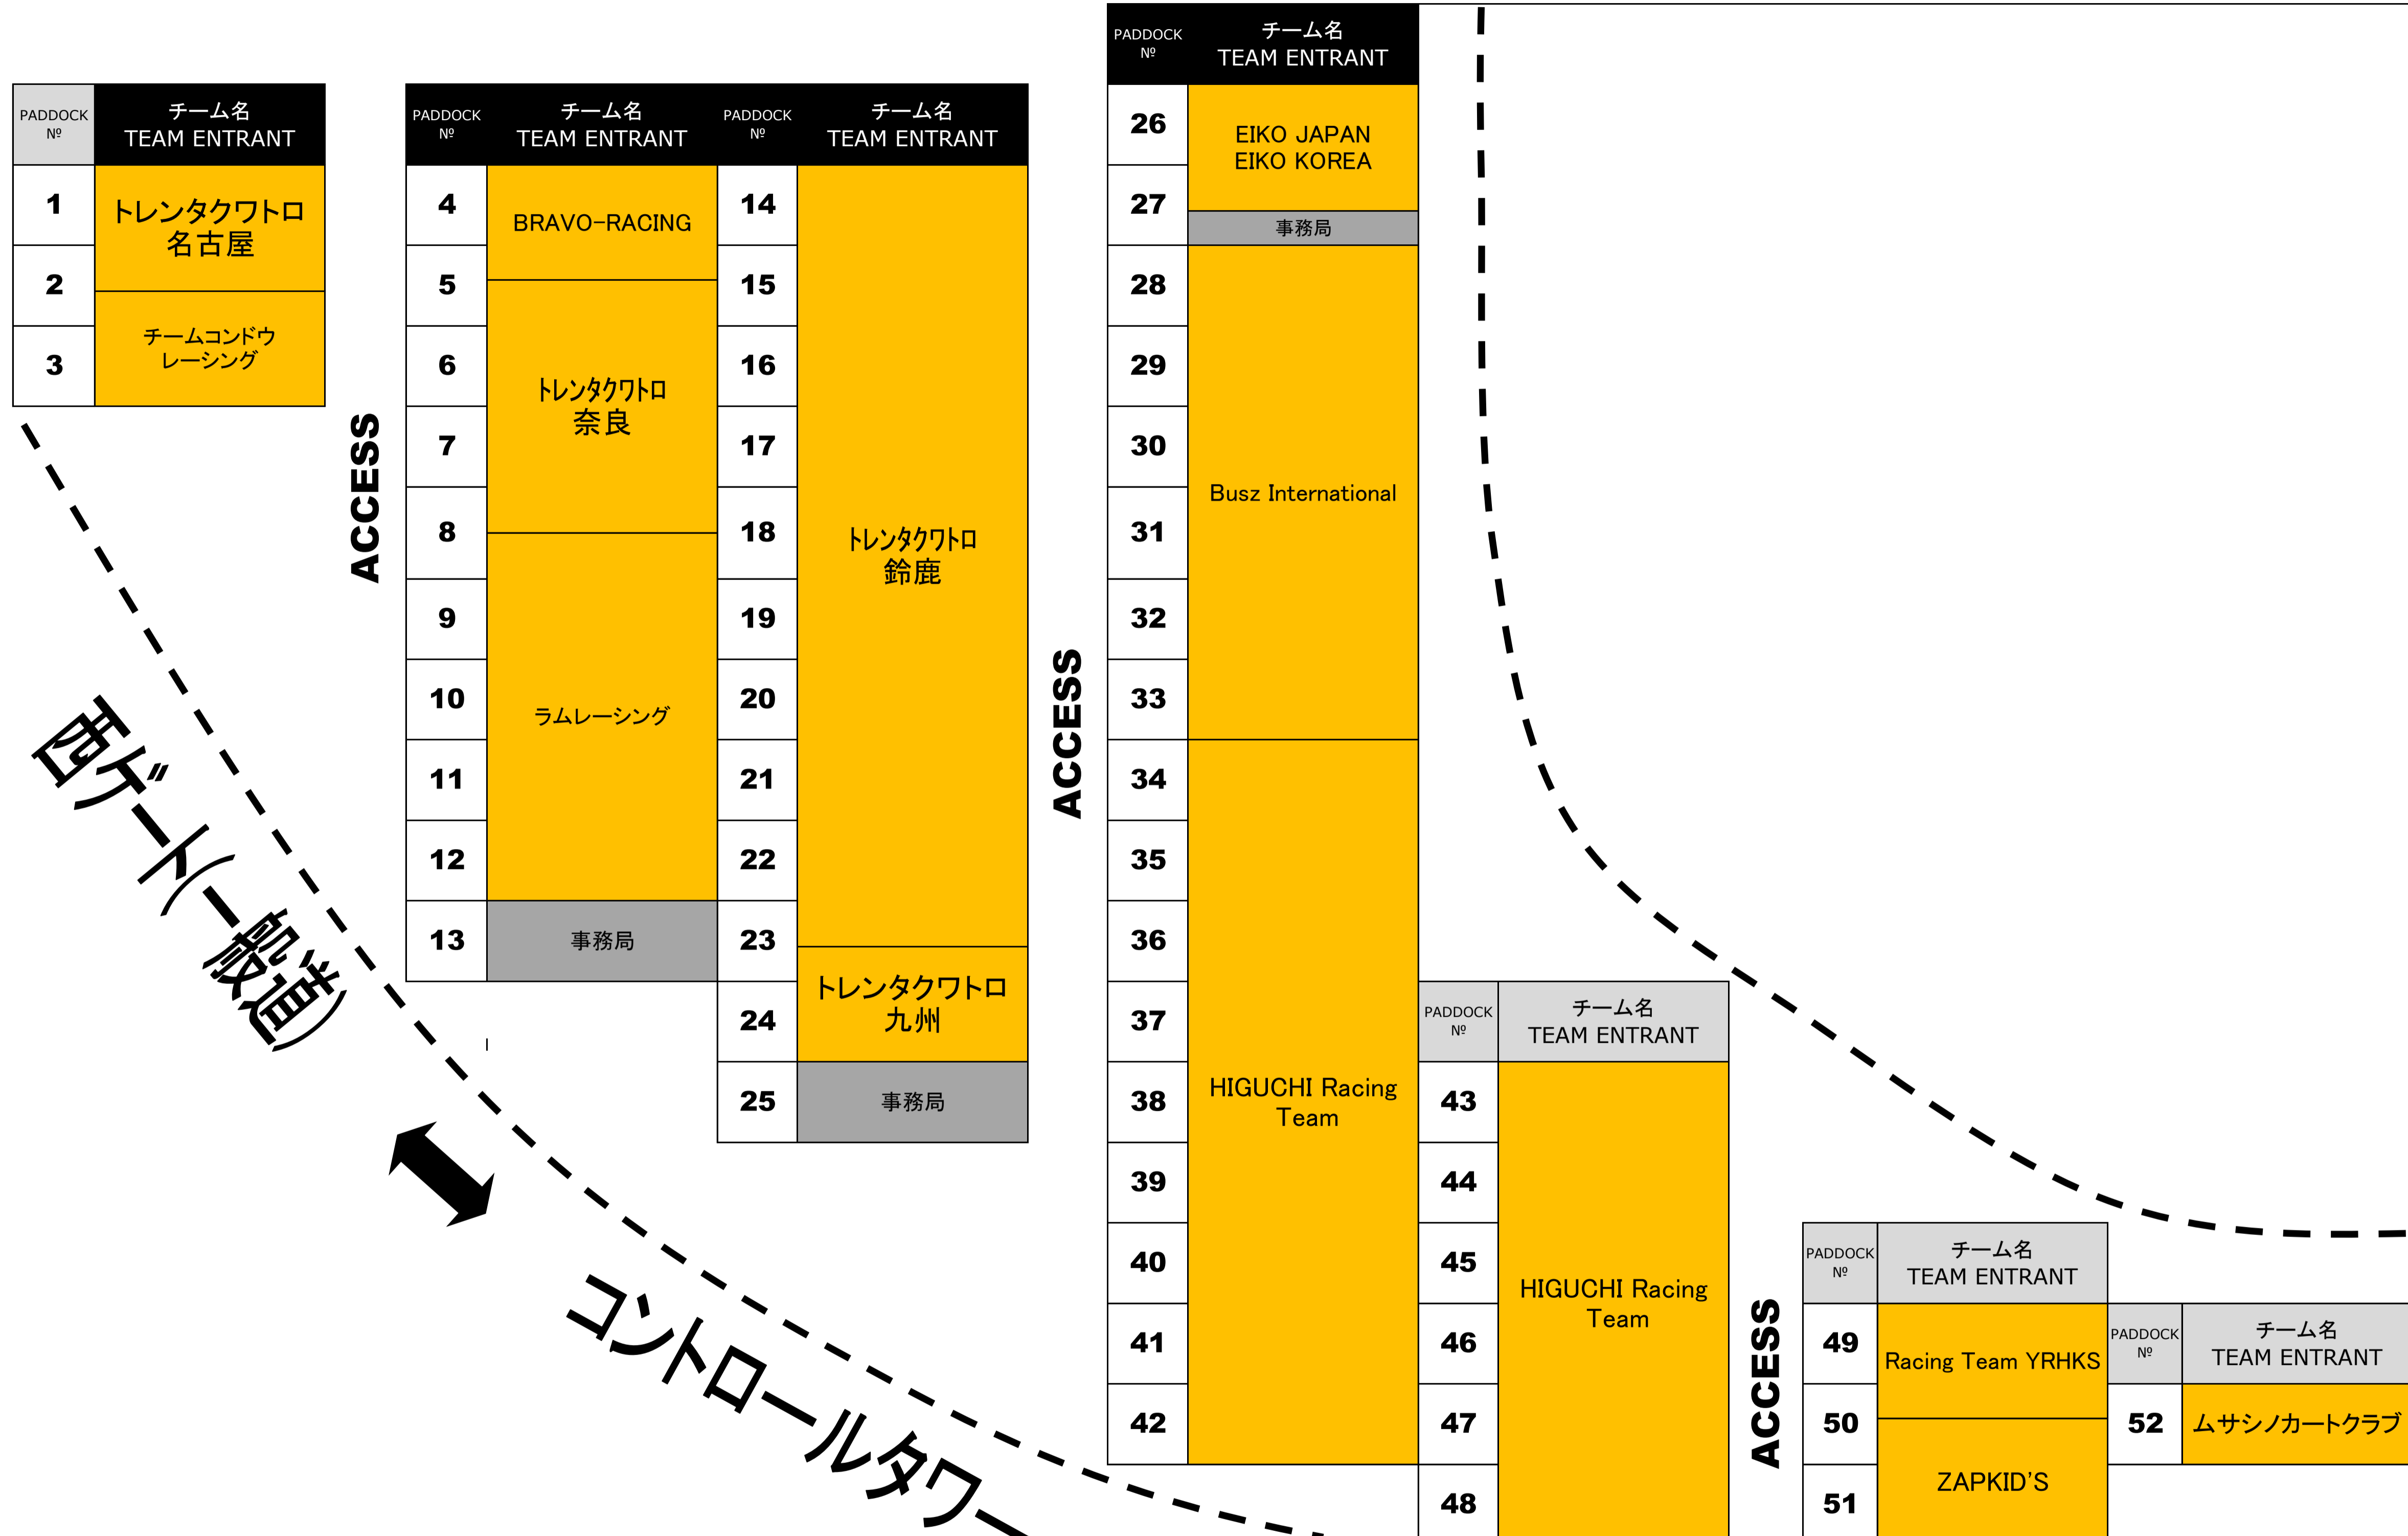 PADDOCK
Nº
チーム名
TEAM ENTRANT
1
トレンタクワトロ
名古屋
2
チームコンドウ
レーシング
3
ACCESS
PADDOCK
Nº
チーム名
TEAM ENTRANT
4
BRAVO-RACING
5
6
トレンタクワトロ
奈良
7
8
9
10
ラムレーシング
11
12
13
事務局
PADDOCK
Nº
チーム名
TEAM ENTRANT
14
15
16
17
18
トレンタクワトロ
鈴鹿
19
20
21
22
23
トレンタクワトロ
九州
24
25
事務局
ACCESS
PADDOCK
Nº
チーム名
TEAM ENTRANT
26
EIKO JAPAN
EIKO KOREA
27
事務局
28
29
30
Busz International
31
32
33
34
35
36
37
38
HIGUCHI Racing
Team
39
40
41
42
PADDOCK
Nº
チーム名
TEAM ENTRANT
43
44
45
HIGUCHI Racing
Team
46
47
48
ACCESS
PADDOCK
Nº
チーム名
TEAM ENTRANT
49
Racing Team YRHKS
50
ZAPKID'S
51
PADDOCK
Nº
チーム名
TEAM ENTRANT
52
ムサシノカートクラブ
西ゲート(一般道)
コントロールタワー